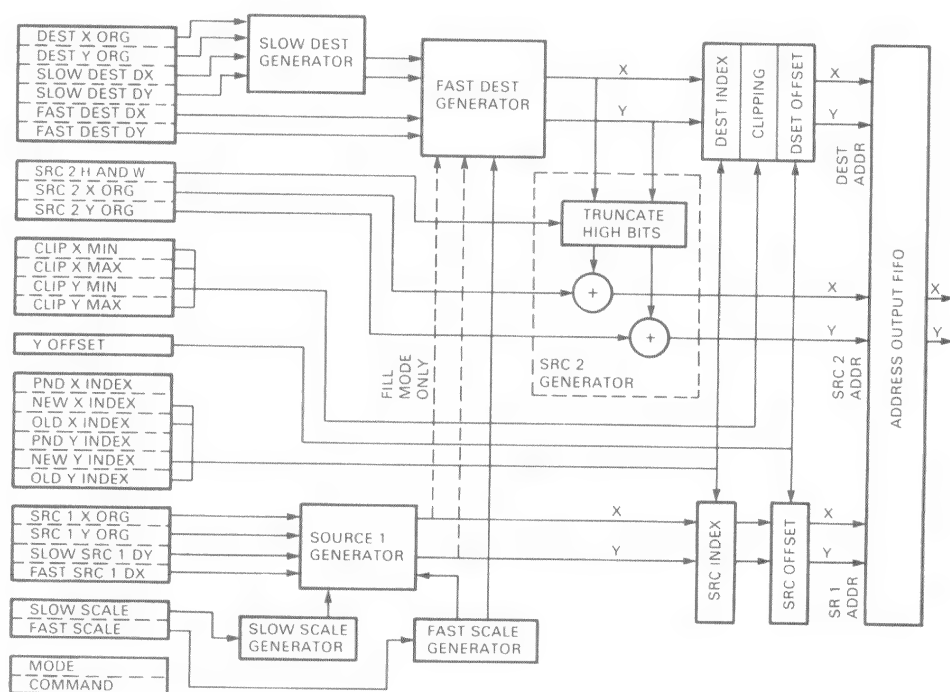 DEST X ORG
DEST Y ORG
SLOW DEST DX
SLOW DEST DY
FAST DEST DX
FAST DEST DY
SLOW DEST
GENERATOR
FAST DEST
GENERATOR
X
Y
DEST INDEX
CLIPPING
DSET OFFSET
X
Y
DEST
ADDR
SRC 2 H AND W
SRC 2 X ORG
SRC 2 Y ORG
TRUNCATE
HIGH BITS
+
+
SRC 2
GENERATOR
X
Y
SRC 2
ADDR
CLIP X MIN
CLIP X MAX
CLIP Y MIN
CLIP Y MAX
Y OFFSET
FILL
MODE
ONLY
ADDRESS OUTPUT FIFO
X
Y
PND X INDEX
NEW X INDEX
OLD X INDEX
PND Y INDEX
NEW Y INDEX
OLD Y INDEX
SRC 1 X ORG
SRC 1 Y ORG
SLOW SRC 1 DY
FAST SRC 1 DX
SOURCE 1
GENERATOR
X
Y
SRC INDEX
SRC OFFSET
X
Y
SR 1
ADDR
SLOW SCALE
FAST SCALE
SLOW SCALE
GENERATOR
FAST SCALE
GENERATOR
MODE
COMMAND